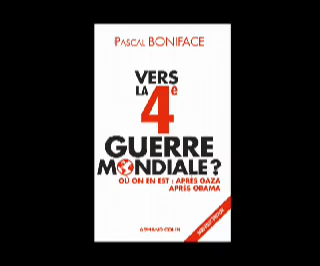 PASCAL BONIFACE
VERS
LA 4e
GUERRE
MONDIALE ?
OÙ ON EN EST : APRÈS GAZA
APRÈS OBAMA
ARMAND COLIN